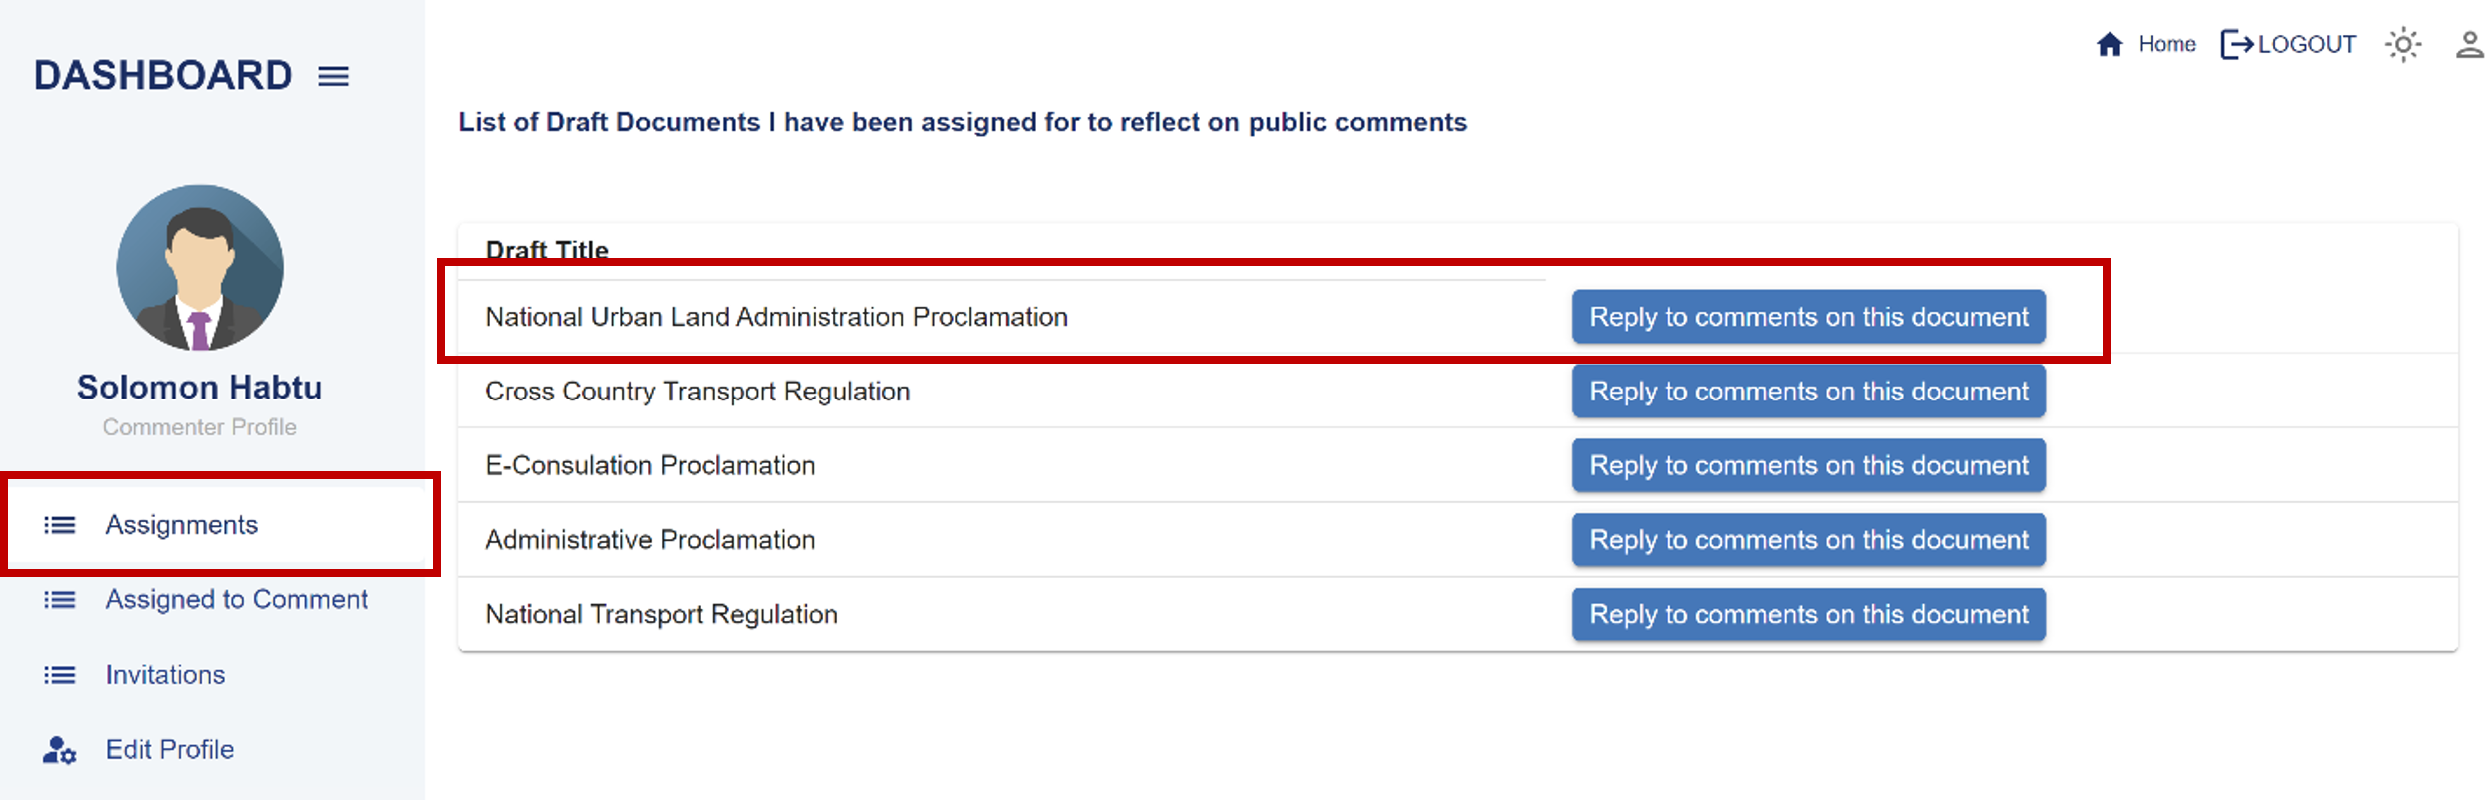 DASHBOARD
Home
LOGOUT
List of Draft Documents I have been assigned for to reflect on public comments
Solomon Habtu
Commenter Profile
Assignments
Assigned to Comment
Invitations
Edit Profile
Draft Title
National Urban Land Administration Proclamation Reply to comments on this document
Cross Country Transport Regulation Reply to comments on this document
E-Consulation Proclamation Reply to comments on this document
Administrative Proclamation Reply to comments on this document
National Transport Regulation Reply to comments on this document